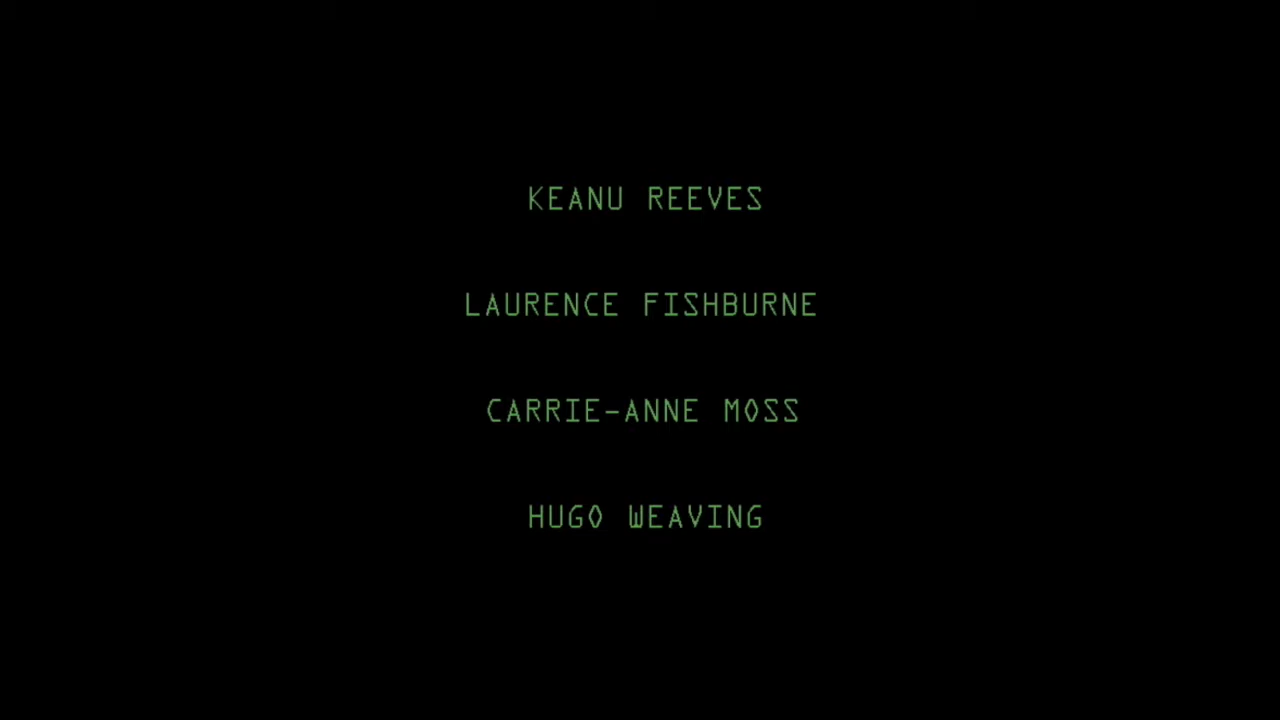 KEANU REEVES
LAURENCE FISHBURNE
CARRIE-ANNE MOSS
HUGO WEAVING